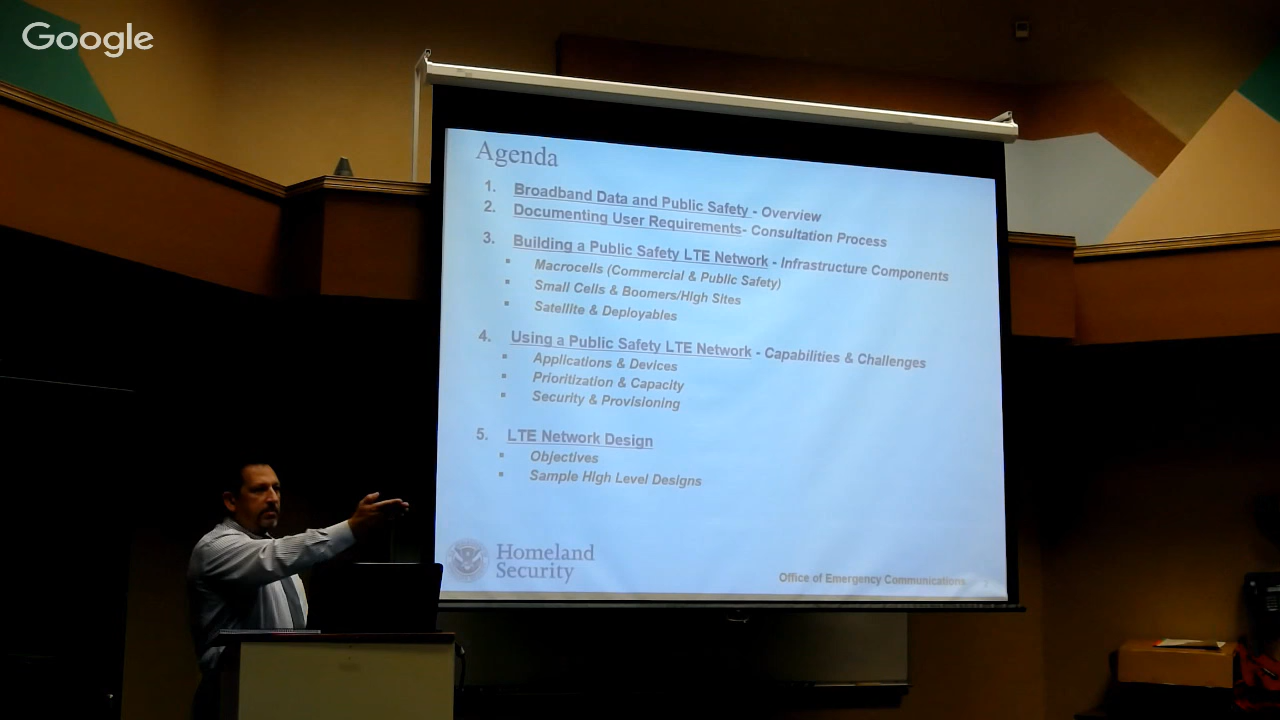 Google
Agenda
1. Broadband Data and Public Safety - Overview
2. Documenting User Requirements- Consultation Process
3. Building a Public Safety LTE Network - Infrastructure Components
▪ Macrocells (Commercial & Public Safety)
▪ Small Cells & Boomers/High Sites
▪ Satellite & Deployables
4. Using a Public Safety LTE Network - Capabilities & Challenges
▪ Applications & Devices
▪ Prioritization & Capacity
▪ Security & Provisioning
5. LTE Network Design
▪ Objectives
▪ Sample High Level Designs
Homeland
Security
Office of Emergency Communications